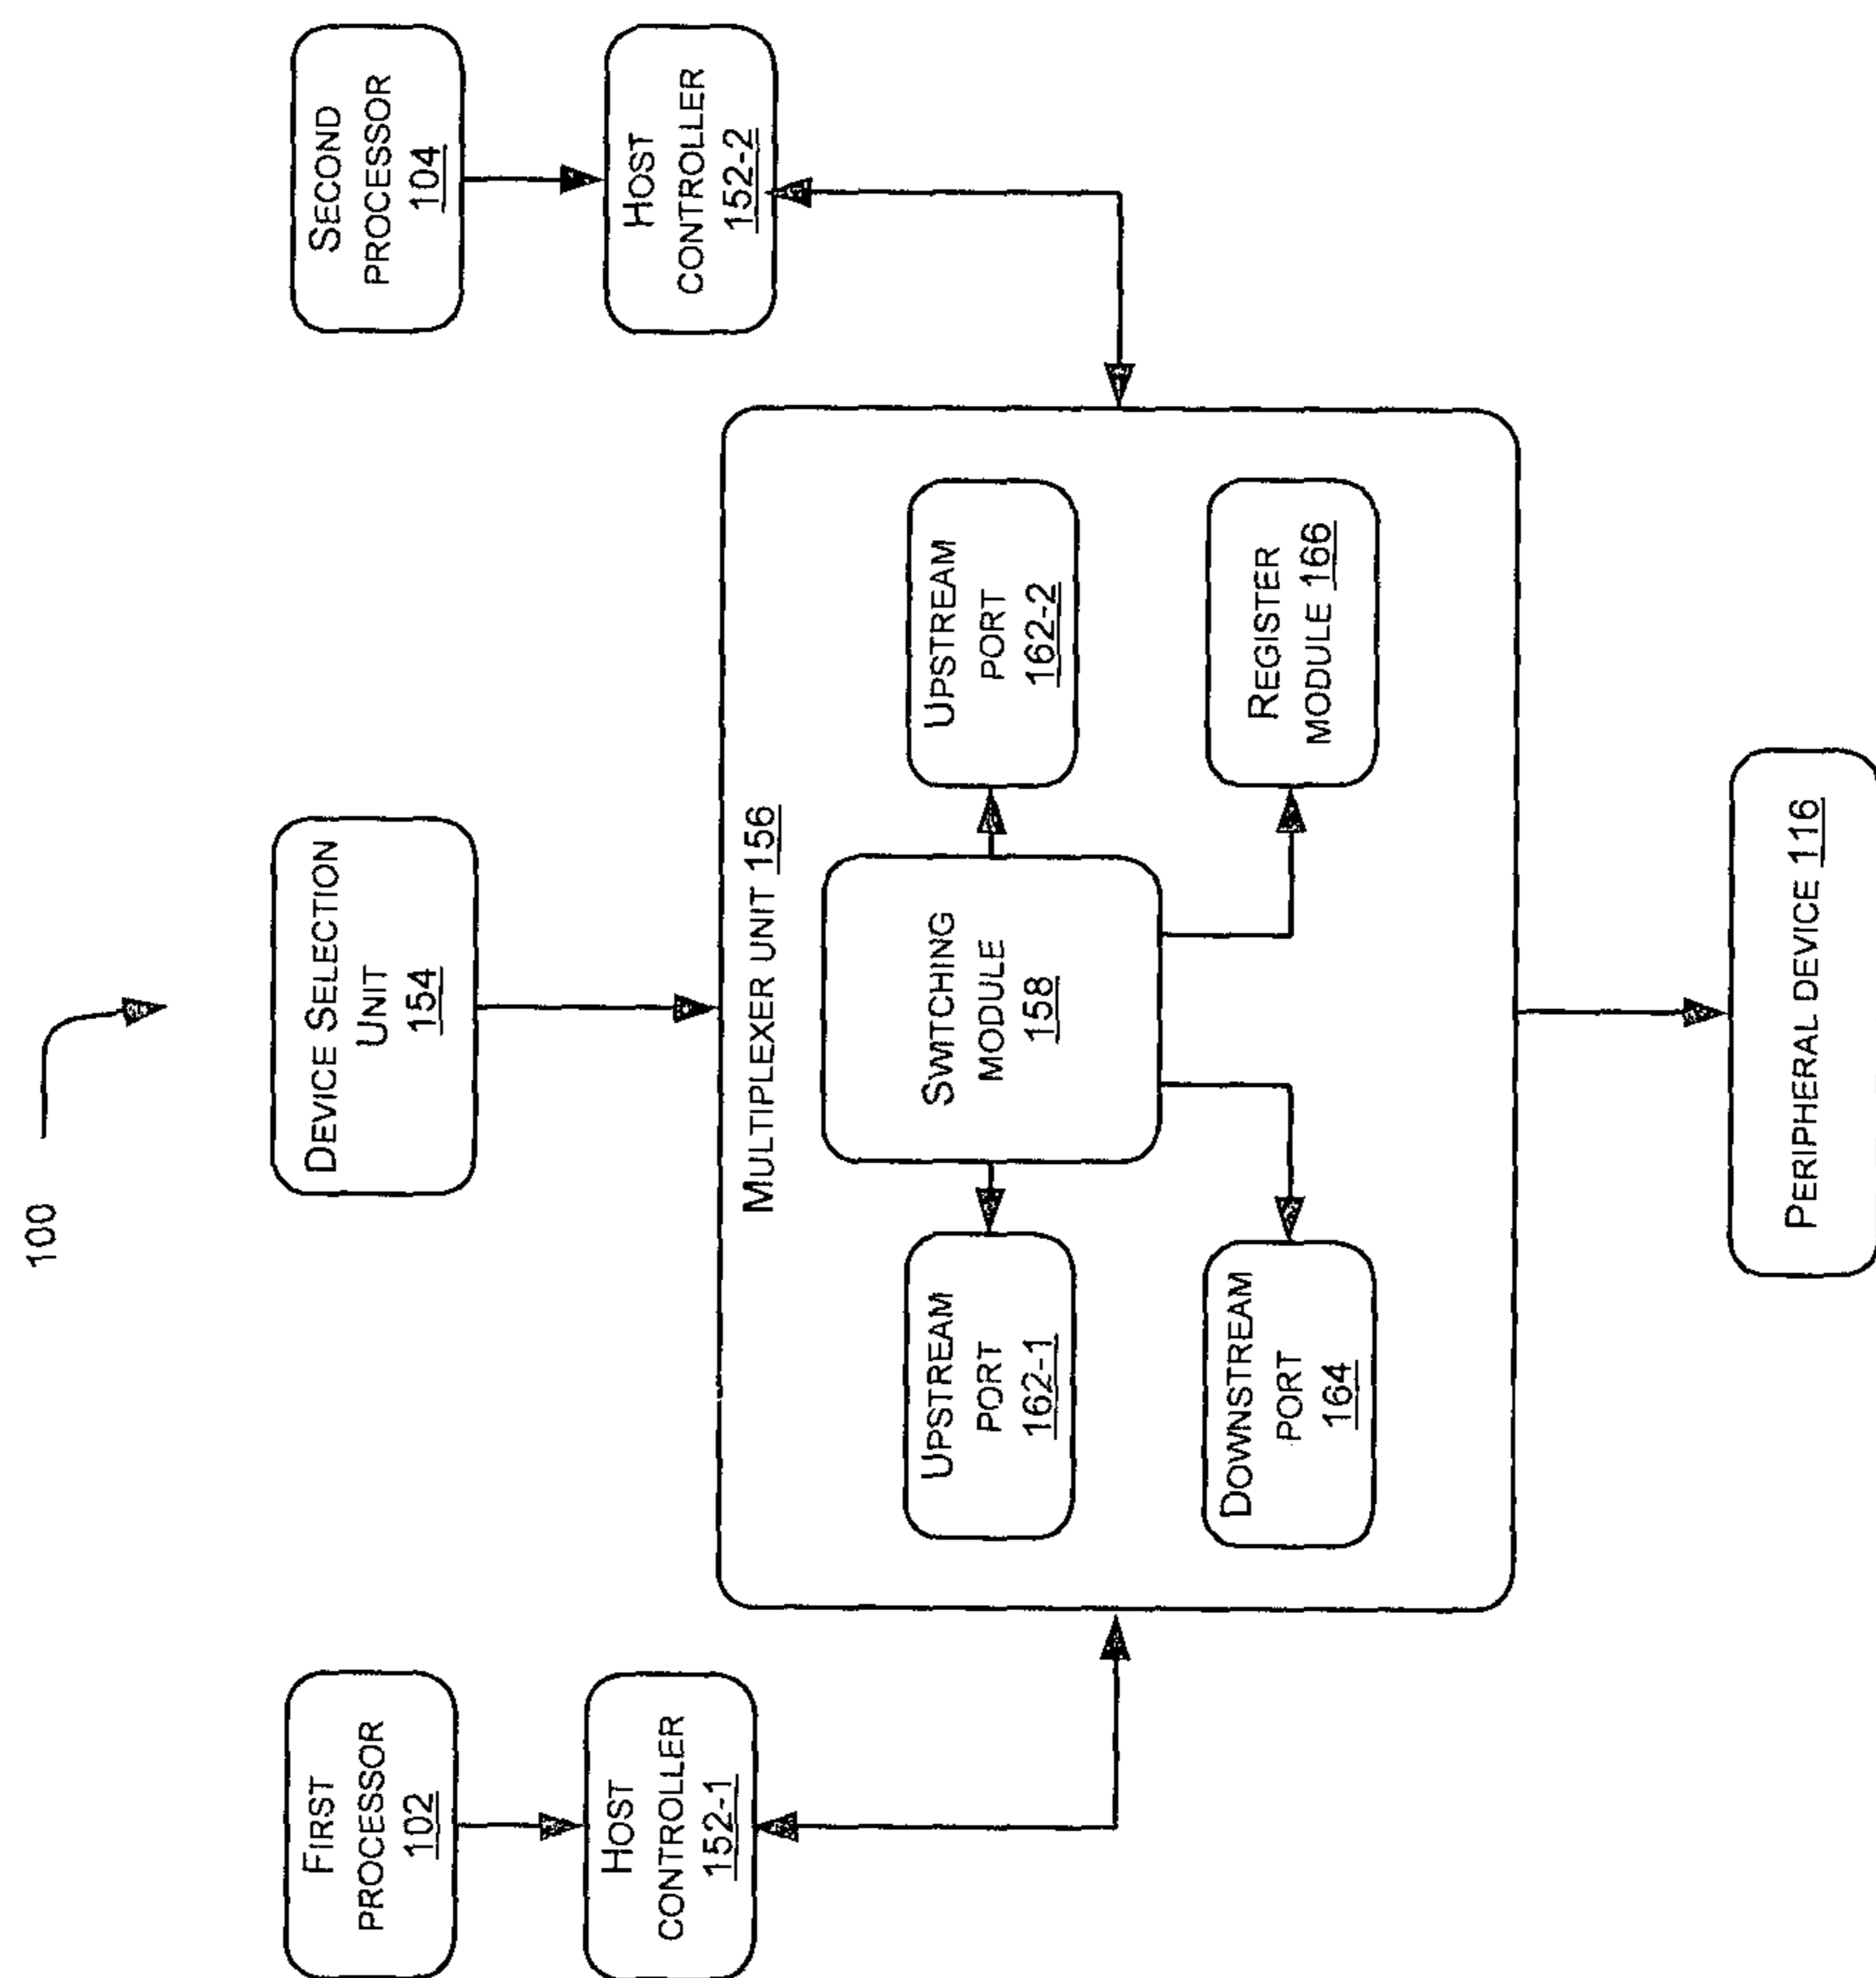 100
FIRST
PROCESSOR
102
HOST
CONTROLLER
152-1
DEVICE SELECTION
UNIT
154
SECOND
PROCESSOR
104
HOST
CONTROLLER
152-2
MULTIPLEXER UNIT 156
UPSTREAM
PORT
162-1
SWITCHING
MODULE
158
UPSTREAM
PORT
162-2
DOWNSTREAM
PORT
164
REGISTER
MODULE 166
PERIPHERAL DEVICE 116